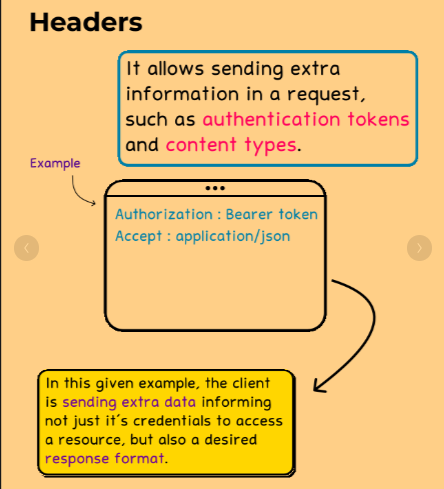 Headers
It allows sending extra
information in a request,
such as authentication tokens
and content types.
Example
Authorization : Bearer token
Accept : application/json
In this given example, the client
is sending extra data informing
not just it´s credentials to access
a resource, but also a desired
response format.